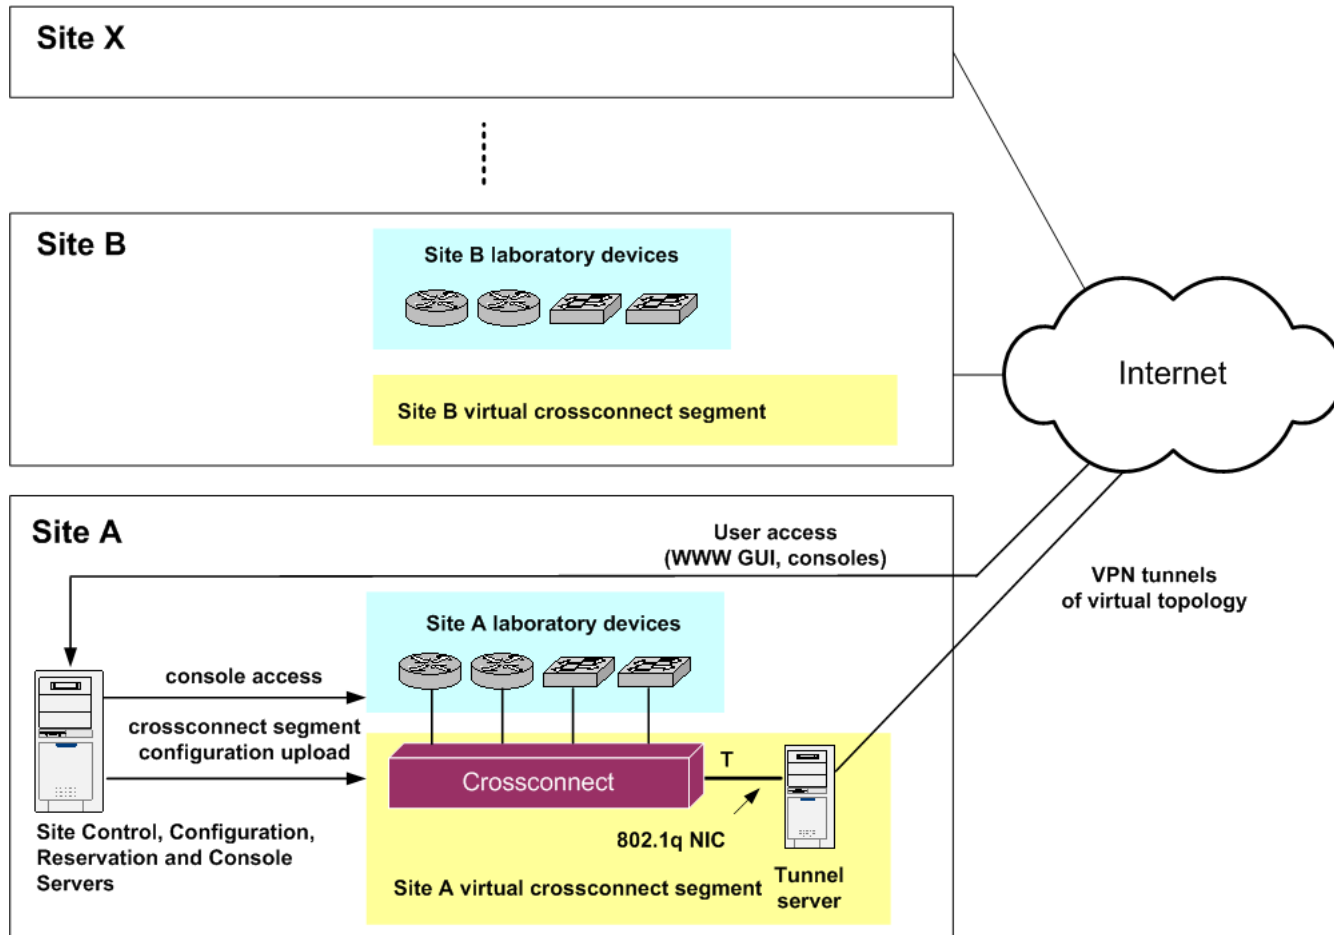 Site X
Site B
Site B laboratory devices
Site B virtual crossconnect segment
Internet
Site A
User access
(WWW GUI, consoles)
VPN tunnels
of virtual topology
Site A laboratory devices
console access
crossconnect segment
configuration upload
Crossconnect
T
802.1q NIC
Site Control, Configuration,
Reservation and Console
Servers
Site A virtual crossconnect segment
Tunnel
server